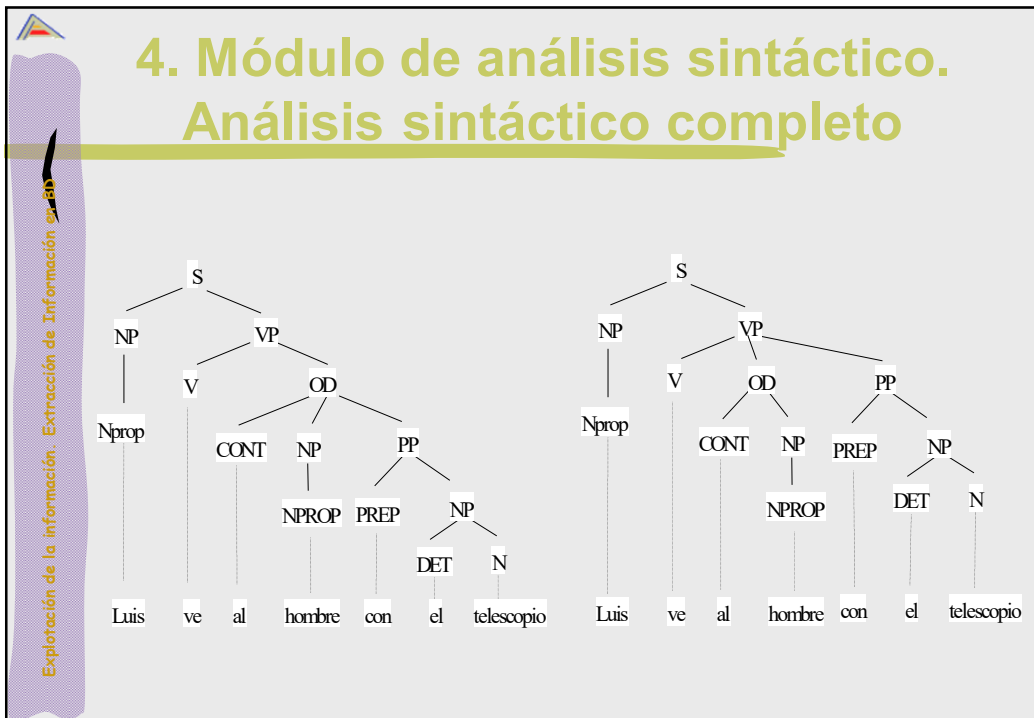 4. Módulo de análisis sintáctico.
Análisis sintáctico completo
Explotación de la información. Extracción de Información en BD
S
NP VP
V OD
Nprop
CONT NP PP
NPROP PREP NP
DET N
Luis ve al hombre con el telescopio
S
NP VP
V OD PP
Nprop
CONT NP PREP NP
NPROP DET N
Luis ve al hombre con el telescopio